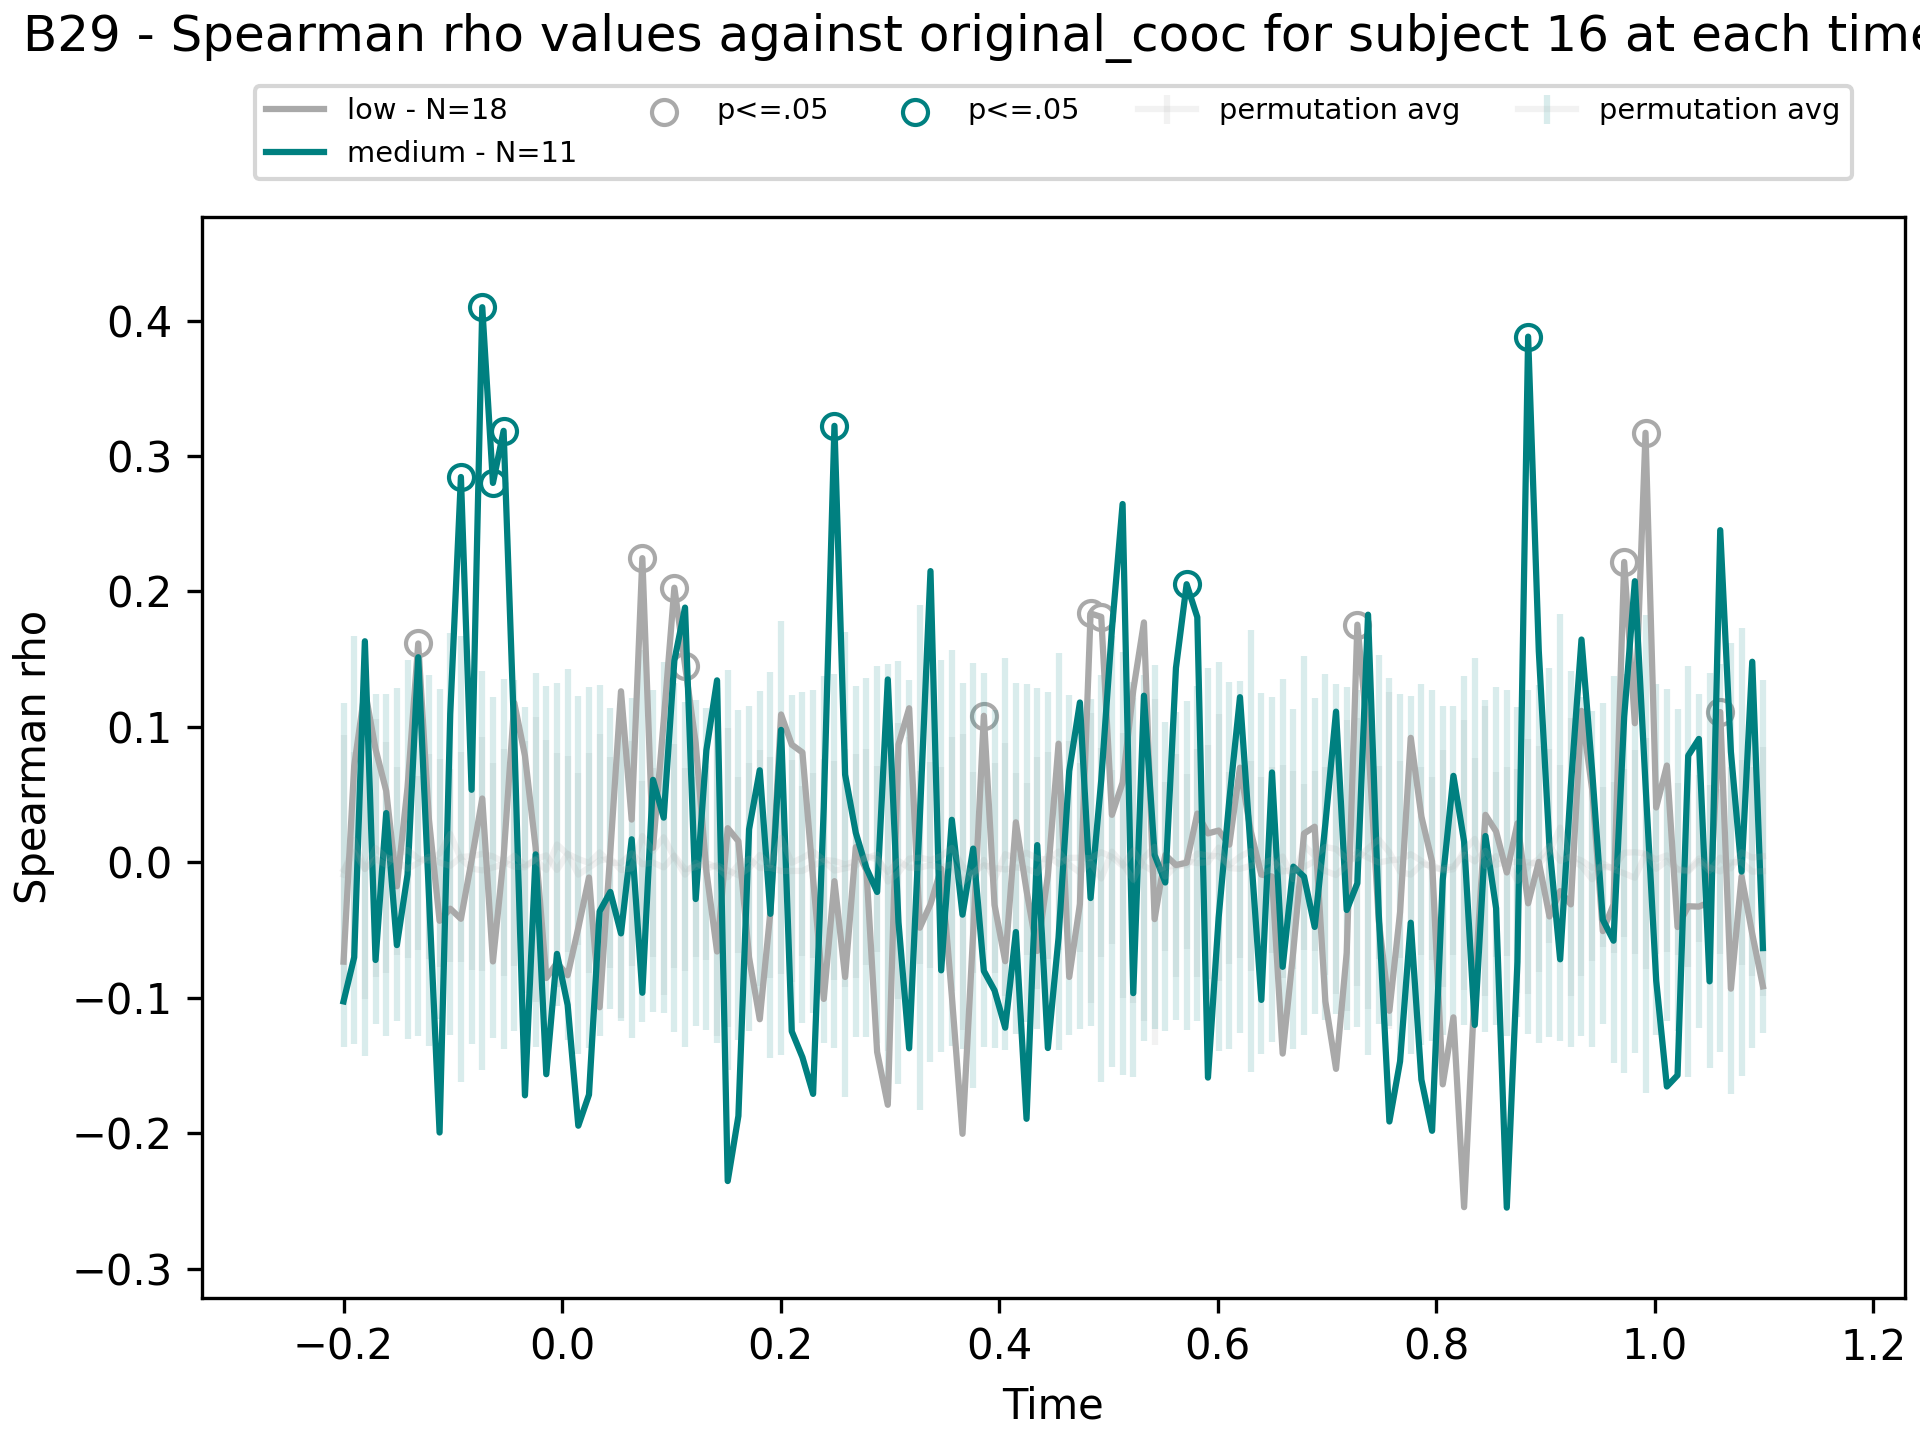 B29 - Spearman rho values against original_cooc for subject 16 at each time
low - N=18
medium - N=11
p<=.05
p<=.05
permutation avg
permutation avg
Spearman rho
0.4
0.3
0.2
0.1
0.0
−0.1
−0.2
−0.3
−0.2 0.0 0.2 0.4 0.6 0.8 1.0 1.2
Time